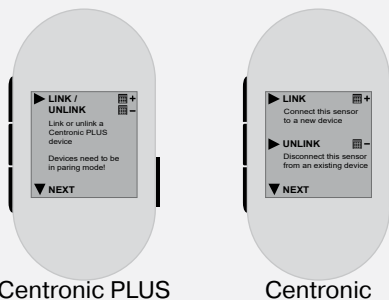 LINK /
UNLINK
+
–
Link or unlink a
Centronic PLUS
device
Devices need to be
in paring mode!
NEXT
Centronic PLUS
LINK +
Connect this sensor
to a new device
UNLINK –
Disconnect this sensor
from an existing device
NEXT
Centronic